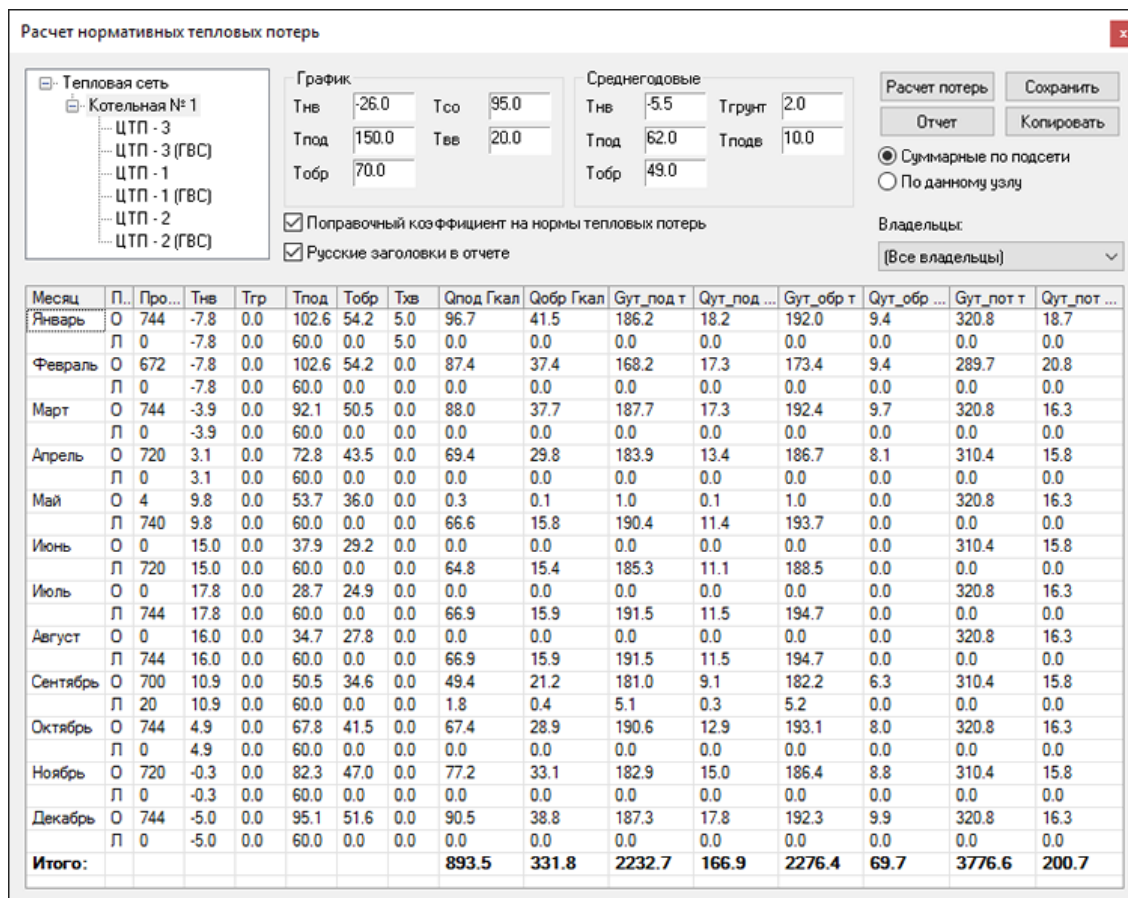 Расчет нормативных тепловых потерь
x
Тепловая сеть
Котельная № 1
ЦТП - 3
ЦТП - 3 (ГВС)
ЦТП - 1
ЦТП - 1 (ГВС)
ЦТП - 2
ЦТП - 2 (ГВС)
График
Тнв -26.0 Тсо 95.0
Тпод 150.0 Твв 20.0
Тобр 70.0
Среднегодовые
Тнв -5.5 Тгрунт 2.0
Тпод 62.0 Тподв 10.0
Тобр 49.0
Поправочный коэффициент на нормы тепловых потерь
Русские заголовки в отчете
Расчет потерь Сохранить
Отчет Копировать
Суммарные по подсети
По данному узлу
Владельцы:
(Все владельцы)
Месяц П.. Про... Тнв Тгр Тпод Тобр Тхв Qпод Гкал Qобр Гкал Gут_под т Qут_под ... Gут_обр т Qут_обр ... Gут_пот т Qут_пот ...
Январь О 744 -7.8 0.0 102.6 54.2 5.0 96.7 41.5 186.2 18.2 192.0 9.4 320.8 18.7
Л 0 -7.8 0.0 60.0 0.0 5.0 0.0 0.0 0.0 0.0 0.0 0.0 0.0 0.0
Февраль О 672 -7.8 0.0 102.6 54.2 0.0 87.4 37.4 168.2 17.3 173.4 9.4 289.7 20.8
Л 0 -7.8 0.0 60.0 0.0 0.0 0.0 0.0 0.0 0.0 0.0 0.0 0.0 0.0
Март О 744 -3.9 0.0 92.1 50.5 0.0 88.0 37.7 187.7 17.3 192.4 9.7 320.8 16.3
Л 0 -3.9 0.0 60.0 0.0 0.0 0.0 0.0 0.0 0.0 0.0 0.0 0.0 0.0
Апрель О 720 3.1 0.0 72.8 43.5 0.0 69.4 29.8 183.9 13.4 186.7 8.1 310.4 15.8
Л 0 3.1 0.0 60.0 0.0 0.0 0.0 0.0 0.0 0.0 0.0 0.0 0.0 0.0
Май О 4 9.8 0.0 53.7 36.0 0.0 0.3 0.1 1.0 0.1 1.0 0.0 320.8 16.3
Л 740 9.8 0.0 60.0 0.0 0.0 66.6 15.8 190.4 11.4 193.7 0.0 0.0 0.0
Июнь О 0 15.0 0.0 37.9 29.2 0.0 0.0 0.0 0.0 0.0 0.0 0.0 310.4 15.8
Л 720 15.0 0.0 60.0 0.0 0.0 64.8 15.4 185.3 11.1 188.5 0.0 0.0 0.0
Июль О 0 17.8 0.0 28.7 24.9 0.0 0.0 0.0 0.0 0.0 0.0 0.0 320.8 16.3
Л 744 17.8 0.0 60.0 0.0 0.0 66.9 15.9 191.5 11.5 194.7 0.0 0.0 0.0
Август О 0 16.0 0.0 34.7 27.8 0.0 0.0 0.0 0.0 0.0 0.0 0.0 320.8 16.3
Л 744 16.0 0.0 60.0 0.0 0.0 66.9 15.9 191.5 11.5 194.7 0.0 0.0 0.0
Сентябрь О 700 10.9 0.0 50.5 34.6 0.0 49.4 21.2 181.0 9.1 182.2 6.3 310.4 15.8
Л 20 10.9 0.0 60.0 0.0 0.0 1.8 0.4 5.1 0.3 5.2 0.0 0.0 0.0
Октябрь О 744 4.9 0.0 67.8 41.5 0.0 67.4 28.9 190.6 12.9 193.1 8.0 320.8 16.3
Л 0 4.9 0.0 60.0 0.0 0.0 0.0 0.0 0.0 0.0 0.0 0.0 0.0 0.0
Ноябрь О 720 -0.3 0.0 82.3 47.0 0.0 77.2 33.1 182.9 15.0 186.4 8.8 310.4 15.8
Л 0 -0.3 0.0 60.0 0.0 0.0 0.0 0.0 0.0 0.0 0.0 0.0 0.0 0.0
Декабрь О 744 -5.0 0.0 95.1 51.6 0.0 90.5 38.8 187.3 17.8 192.3 9.9 320.8 16.3
Л 0 -5.0 0.0 60.0 0.0 0.0 0.0 0.0 0.0 0.0 0.0 0.0 0.0 0.0
Итого: 893.5 331.8 2232.7 166.9 2276.4 69.7 3776.6 200.7